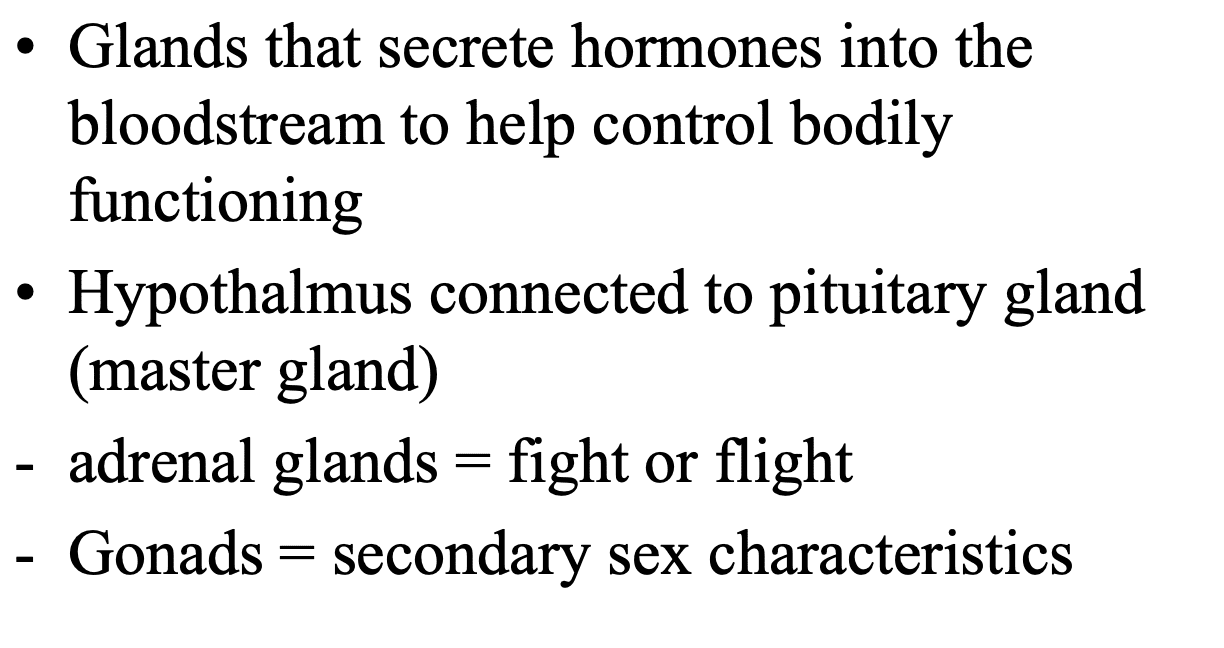 • Glands that secrete hormones into the
bloodstream to help control bodily
functioning
• Hypothalmus connected to pituitary gland
(master gland)
- adrenal glands = fight or flight
- Gonads = secondary sex characteristics